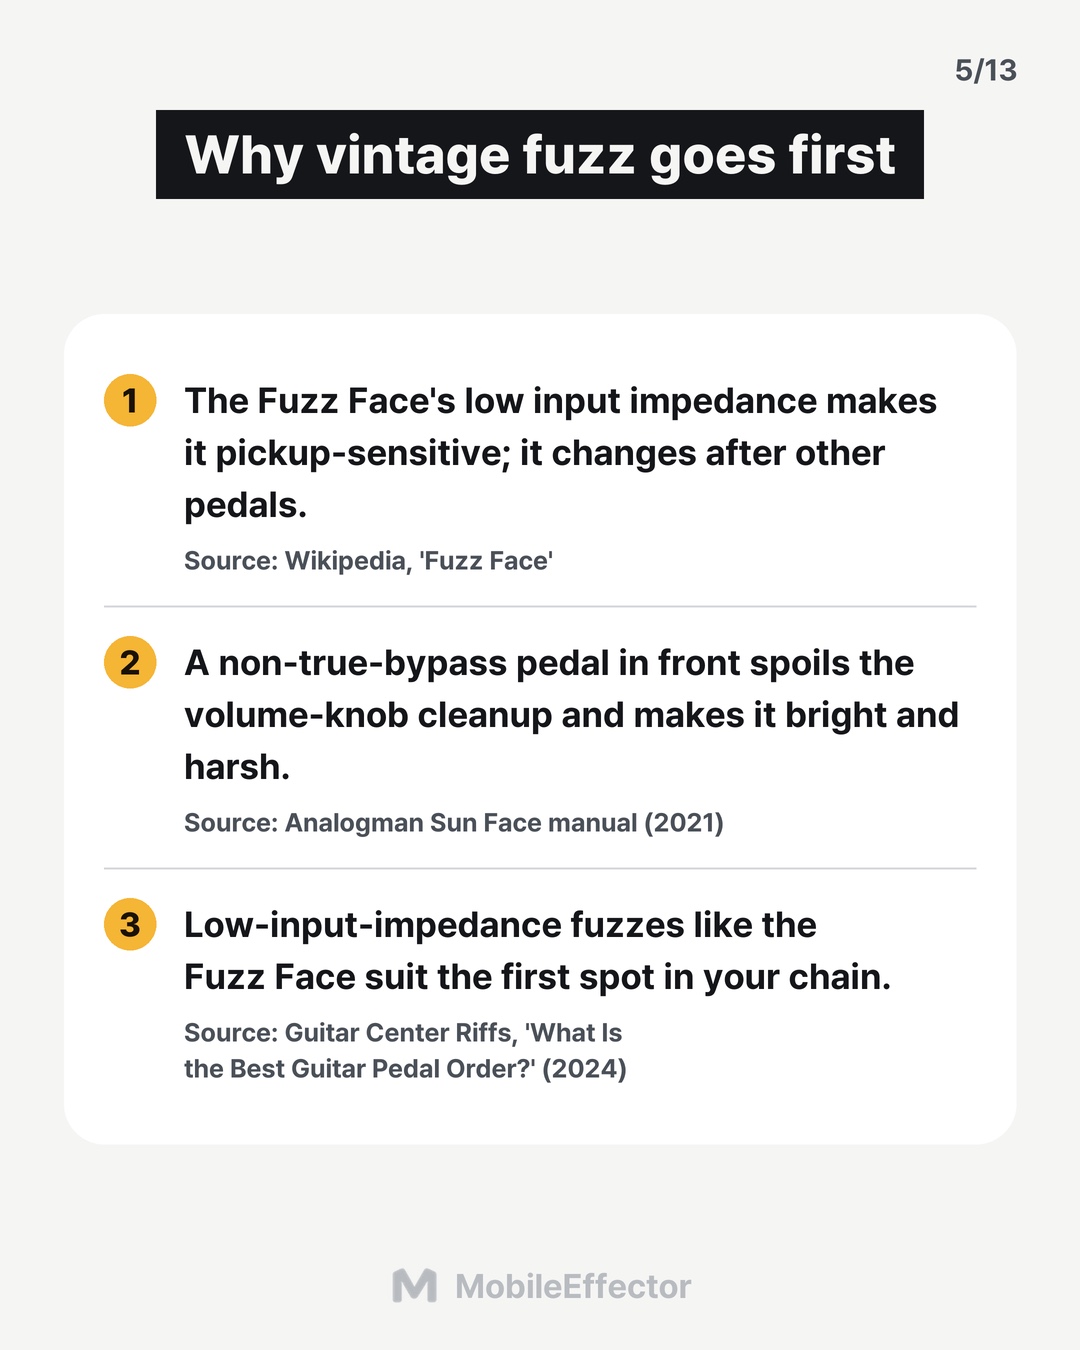 5/13
Why vintage fuzz goes first
1
The Fuzz Face's low input impedance makes
it pickup-sensitive; it changes after other
pedals.
Source: Wikipedia, 'Fuzz Face'
2
A non-true-bypass pedal in front spoils the
volume-knob cleanup and makes it bright and
harsh.
Source: Analogman Sun Face manual (2021)
3
Low-input-impedance fuzzes like the
Fuzz Face suit the first spot in your chain.
Source: Guitar Center Riffs, 'What Is
the Best Guitar Pedal Order?' (2024)
MobileEffector